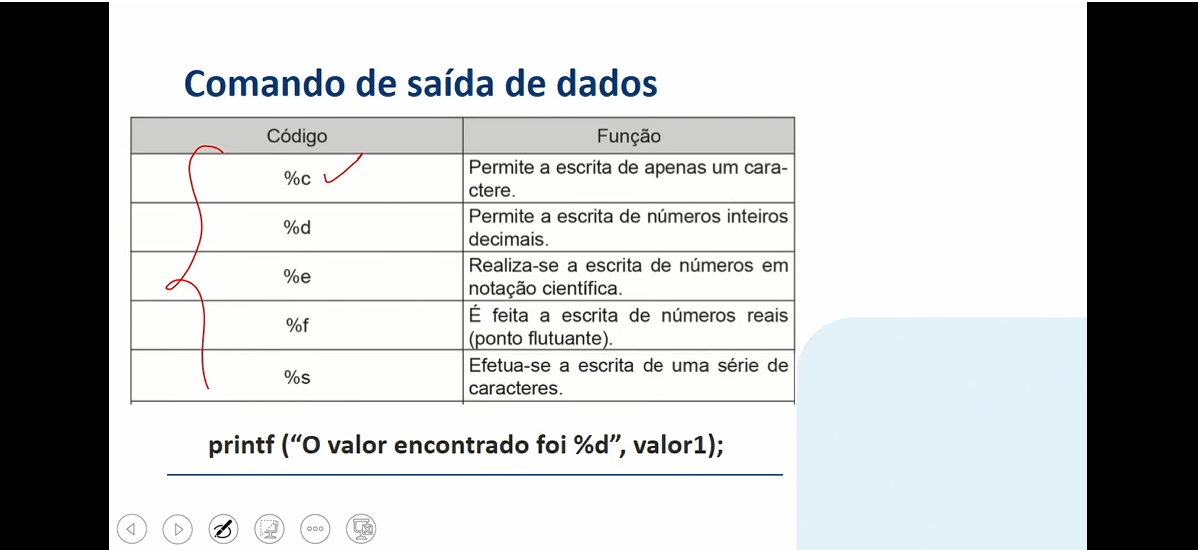 Comando de saída de dados
Código Função
%c Permite a escrita de apenas um cara-
ctere.
%d Permite a escrita de números inteiros
decimais.
%e Realiza-se a escrita de números em
notação científica.
%f É feita a escrita de números reais
(ponto flutuante).
%s Efetua-se a escrita de uma série de
caracteres.
printf (“O valor encontrado foi %d”, valor1);